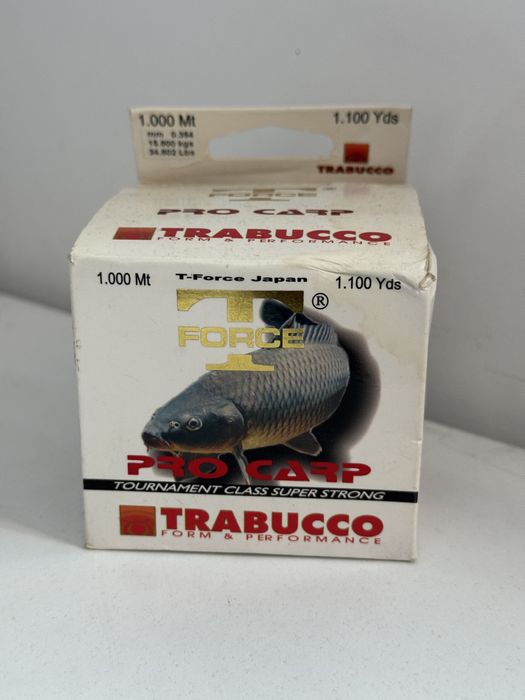 1.000 Mt 1.100 Yds
mm 0.354
15.800 kgs
34.802 Lbs
TRABUCCO
T
FORCE ®
PRO CARP
TRABUCCO
FORM & PERFORMANCE
1.000 Mt T-Force Japan 1.100 Yds
T
FORCE ®
PRO CARP
TOURNAMENT CLASS SUPER STRONG
TRABUCCO
FORM & PERFORMANCE